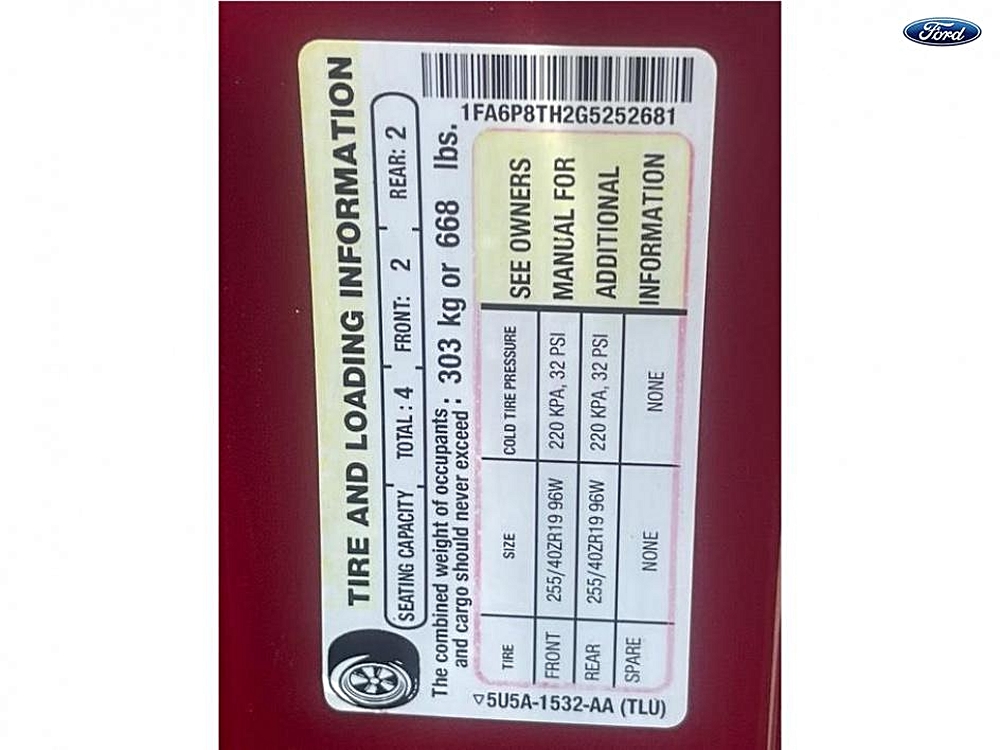 Ford
1FA6P8TH2G5252681
TIRE AND LOADING INFORMATION
SEATING CAPACITY TOTAL : 4 FRONT: 2 REAR: 2
The combined weight of occupants
and cargo should never exceed : 303 kg or 668 lbs.
TIRE SIZE COLD TIRE PRESSURE
FRONT 255/40ZR19 96W 220 KPA, 32 PSI
REAR 255/40ZR19 96W 220 KPA, 32 PSI
SPARE NONE NONE
SEE OWNERS
MANUAL FOR
ADDITIONAL
INFORMATION
▽5U5A-1532-AA (TLU)